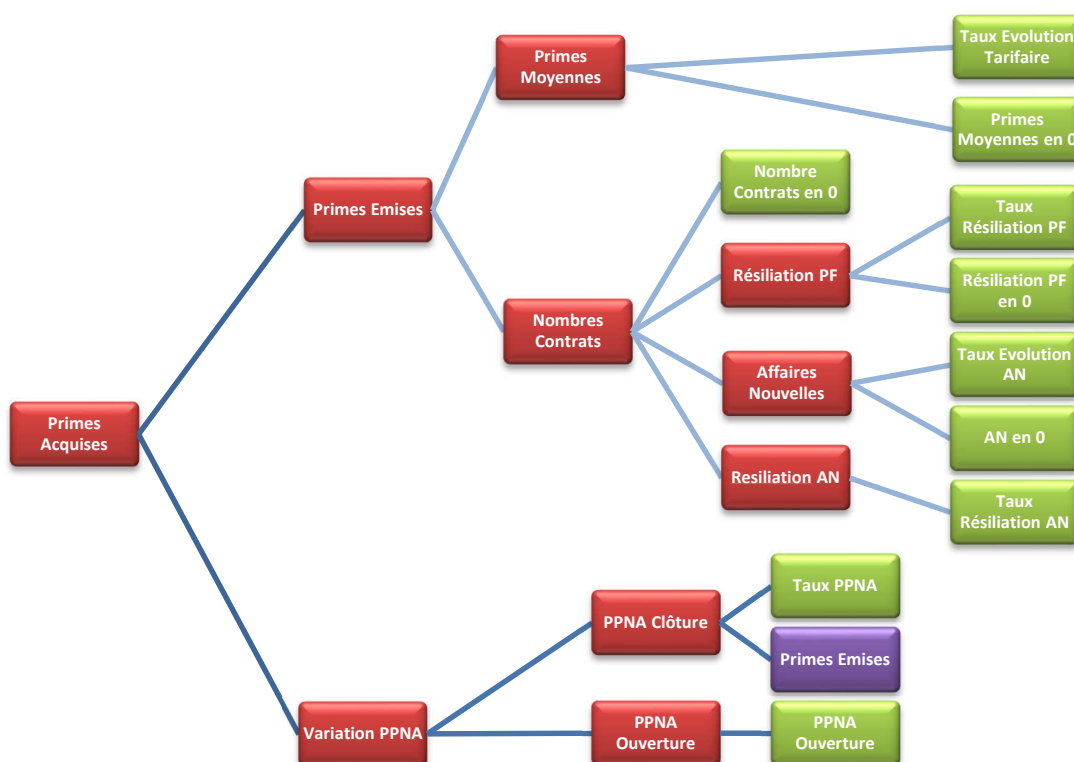 Primes
Acquises
Primes Emises
Primes
Moyennes
Taux Evolution
Tarifaire
Primes
Moyennes en 0
Nombres
Contrats
Nombre
Contrats en 0
Résiliation PF
Taux
Résiliation PF
Résiliation PF
en 0
Affaires
Nouvelles
Taux Evolution
AN
AN en 0
Resiliation AN
Taux
Résiliation AN
Variation PPNA
PPNA Clôture
Taux PPNA
Primes Emises
PPNA
Ouverture
PPNA
Ouverture